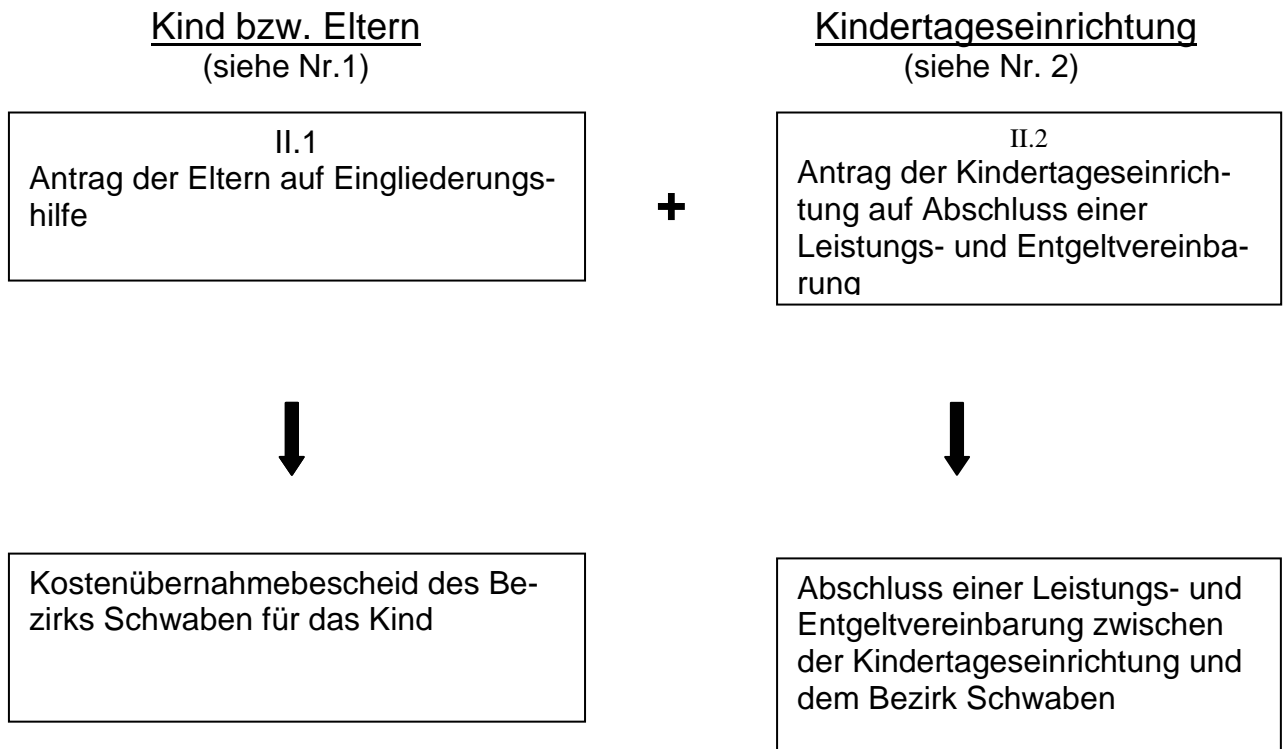 Kind bzw. Eltern
(siehe Nr.1)
Kindertageseinrichtung
(siehe Nr. 2)
II.1
Antrag der Eltern auf Eingliederungs-
hilfe
+
II.2
Antrag der Kindertageseinrich-
tung auf Abschluss einer
Leistungs- und Entgeltvereinba-
rung
Kostenübernahmebescheid des Be-
zirks Schwaben für das Kind
Abschluss einer Leistungs- und
Entgeltvereinbarung zwischen
der Kindertageseinrichtung und
dem Bezirk Schwaben